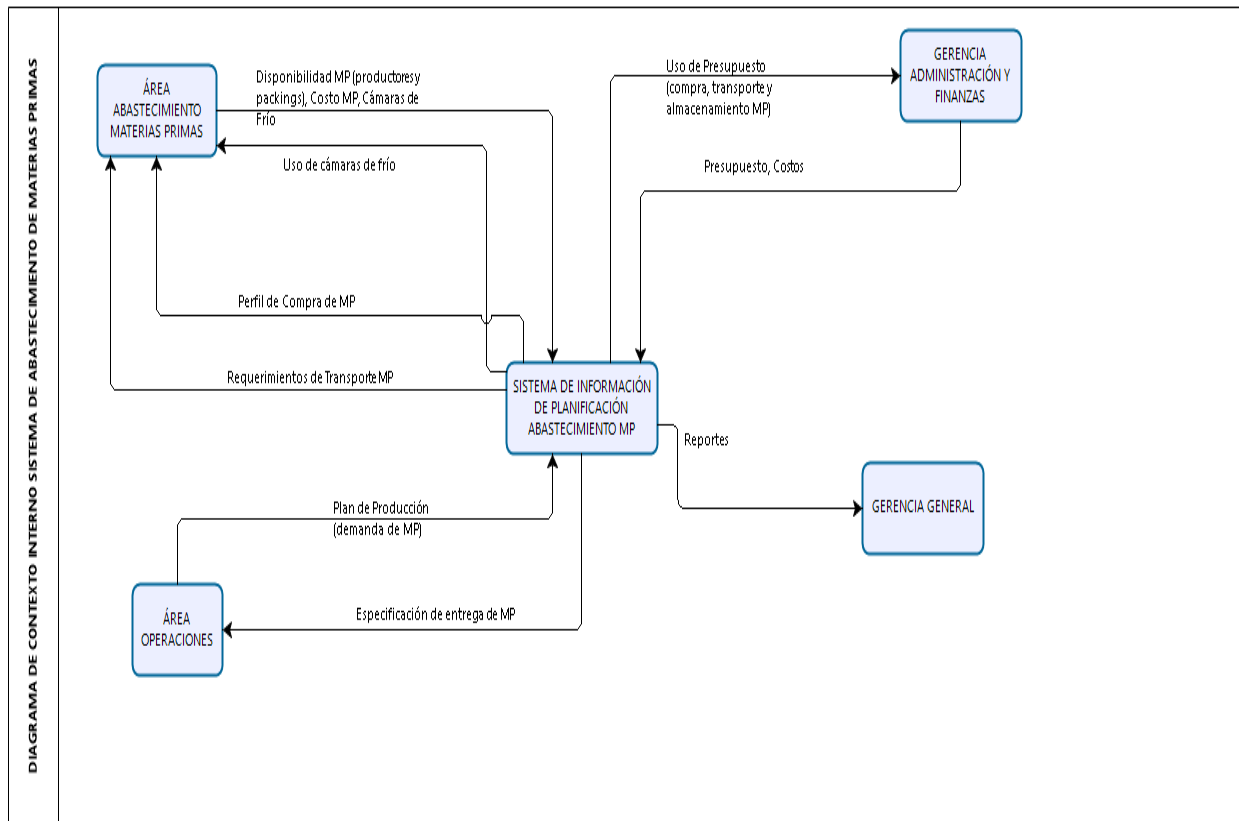 DIAGRAMA DE CONTEXTO INTERNO SISTEMA DE ABASTECIMIENTO DE MATERIAS PRIMAS
ÁREA
ABASTECIMIENTO
MATERIAS PRIMAS
Disponibilidad MP (productores y
packings), Costo MP, Cámaras de
Frío
Uso de cámaras de frío
Uso de Presupuesto
(compra, transporte y
almacenamiento MP)
GERENCIA
ADMINISTRACIÓN Y
FINANZAS
Presupuesto, Costos
Perfil de Compra de MP
Requerimientos de Transporte MP
SISTEMA DE INFORMACIÓN
DE PLANIFICACIÓN
ABASTECIMIENTO MP
Reportes
GERENCIA GENERAL
Plan de Producción
(demanda de MP)
ÁREA
OPERACIONES
Especificación de entrega de MP